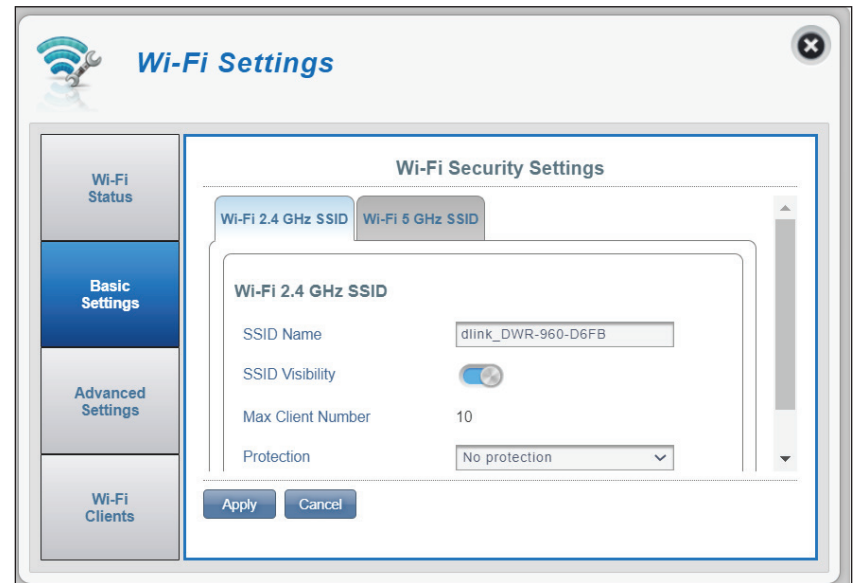 Wi-Fi Settings
Wi-Fi
Status
Basic
Settings
Advanced
Settings
Wi-Fi
Clients
Wi-Fi Security Settings
Wi-Fi 2.4 GHz SSID
Wi-Fi 5 GHz SSID
Wi-Fi 2.4 GHz SSID
SSID Name
dlink_DWR-960-D6FB
SSID Visibility
Max Client Number
10
Protection
No protection
Apply
Cancel